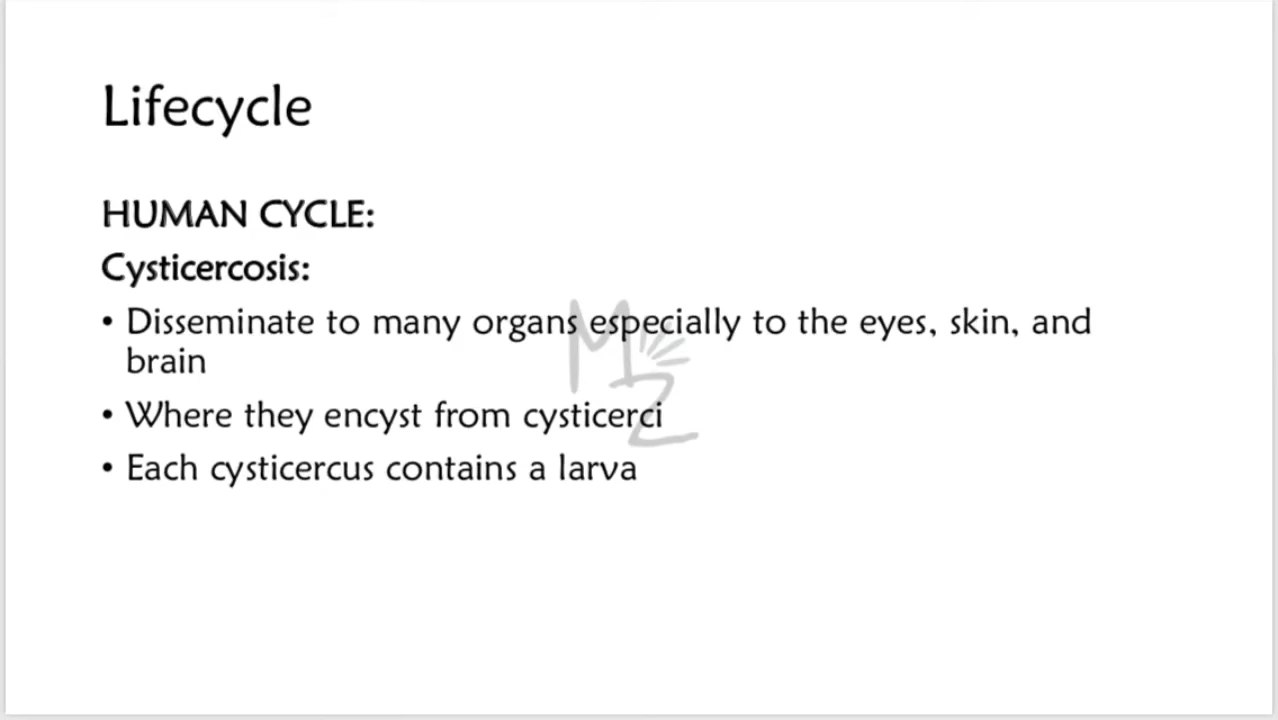 Lifecycle
HUMAN CYCLE:
Cysticercosis:
• Disseminate to many organs especially to the eyes, skin, and
brain
• Where they encyst from cysticerci
• Each cysticercus contains a larva
MZ